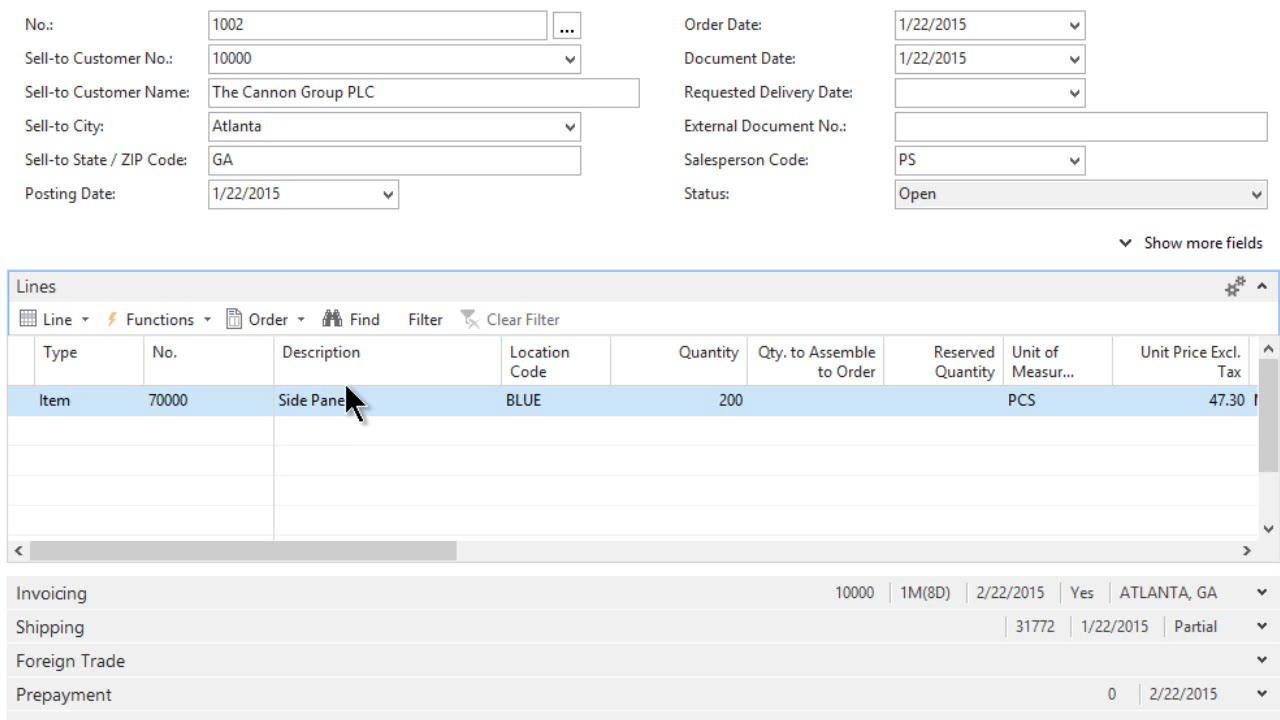 No.: 1002 ...
Sell-to Customer No.: 10000
Sell-to Customer Name: The Cannon Group PLC
Sell-to City: Atlanta
Sell-to State / ZIP Code: GA
Posting Date: 1/22/2015
Order Date: 1/22/2015
Document Date: 1/22/2015
Requested Delivery Date:
External Document No.:
Salesperson Code: PS
Status: Open
Show more fields
Lines
Line Functions Order Find Filter Clear Filter
Type No. Description Location Code Quantity Qty. to Assemble to Order Reserved Quantity Unit of Measur... Unit Price Excl. Tax
Item 70000 Side Pane BLUE 200 PCS 47.30
Invoicing 10000 1M(8D) 2/22/2015 Yes ATLANTA, GA
Shipping 31772 1/22/2015 Partial
Foreign Trade
Prepayment 0 2/22/2015